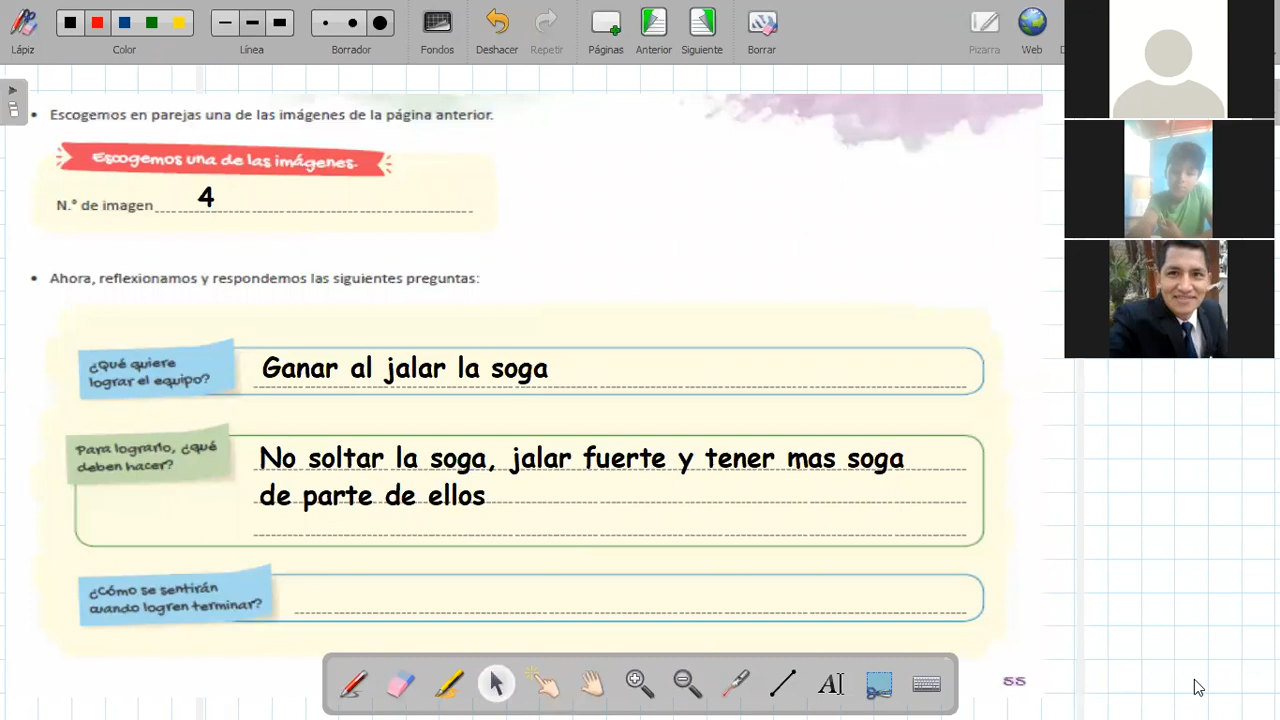 Lápiz
Color
Línea
Borrador
Fondos
Deshacer
Repetir
Páginas
Anterior
Siguiente
Borrar
Pizarra
Web
• Escogemos en parejas una de las imágenes de la página anterior.
Escogemos una de las imágenes.
N.° de imagen 4
• Ahora, reflexionamos y respondemos las siguientes preguntas:
¿Qué quiere
lograr el equipo?
Ganar al jalar la soga
Para lograrlo, ¿qué
deben hacer?
No soltar la soga, jalar fuerte y tener mas soga
de parte de ellos
¿Cómo se sentirán
cuando logren terminar?
AI
55